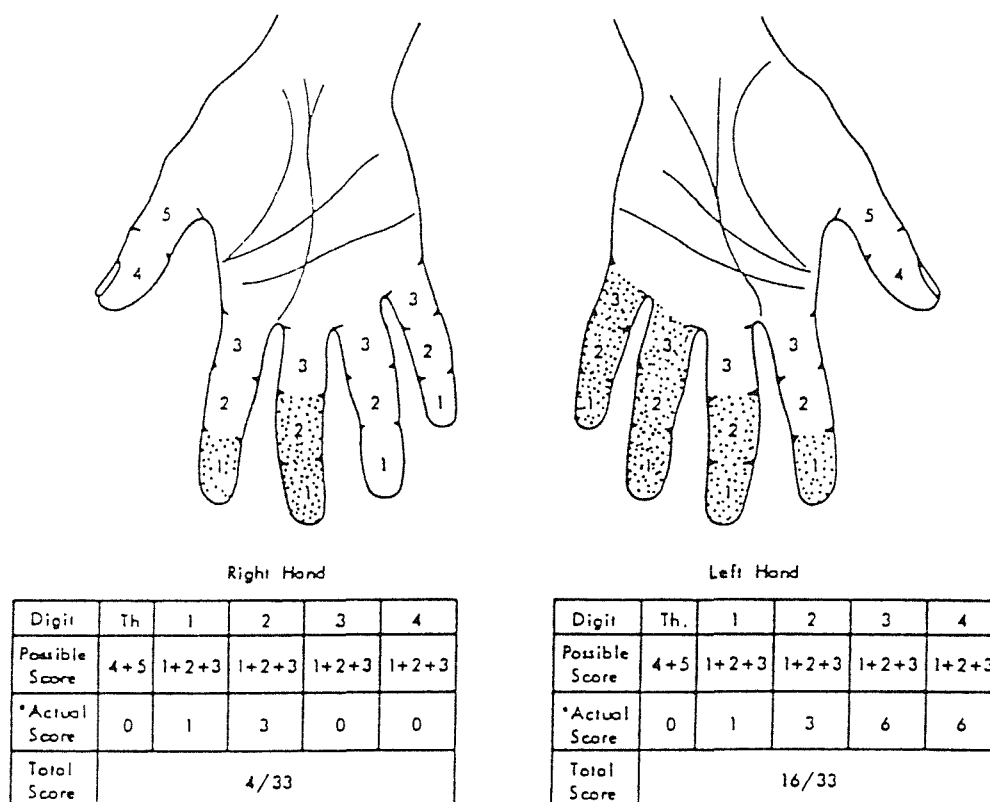 5
4
3
2
1
3
2
1
3
2
1
3
2
1
5
4
3
2
1
3
2
1
3
2
1
3
2
1
Right Hand
Digit Th 1 2 3 4
Possible Score 4+5 1+2+3 1+2+3 1+2+3 1+2+3
*Actual Score 0 1 3 0 0
Total Score 4/33
Left Hand
Digit Th. 1 2 3 4
Possible Score 4+5 1+2+3 1+2+3 1+2+3 1+2+3
*Actual Score 0 1 3 6 6
Total Score 16/33